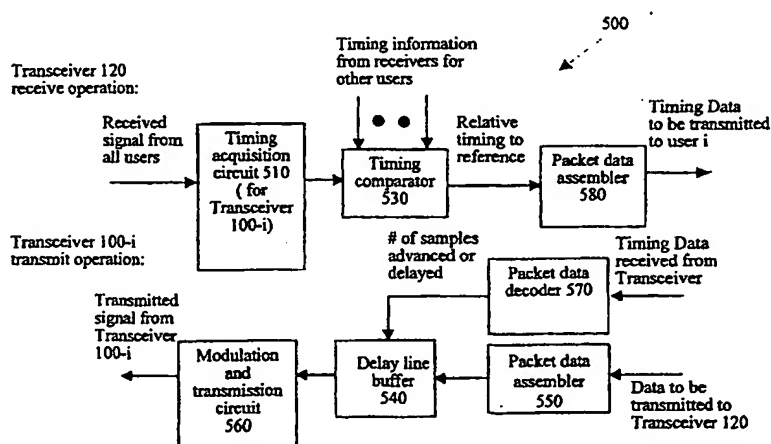 500
Timing information
from receivers for
other users
Transceiver 120
receive operation:
Received
signal from
all users
Timing
acquisition
circuit 510
( for
Transceiver
100-i)
Timing
comparator
530
Relative
timing to
reference
Packet data
assembler
580
Timing Data
to be transmitted
to user i
Transceiver 100-i
transmit operation:
# of samples
advanced or
delayed
Packet data
decoder 570
Timing Data
received from
Transceiver
Transmitted
signal from
Transceiver
100-i
Modulation
and
transmission
circuit
560
Delay line
buffer
540
Packet data
assembler
550
Data to be
transmitted to
Transceiver 120